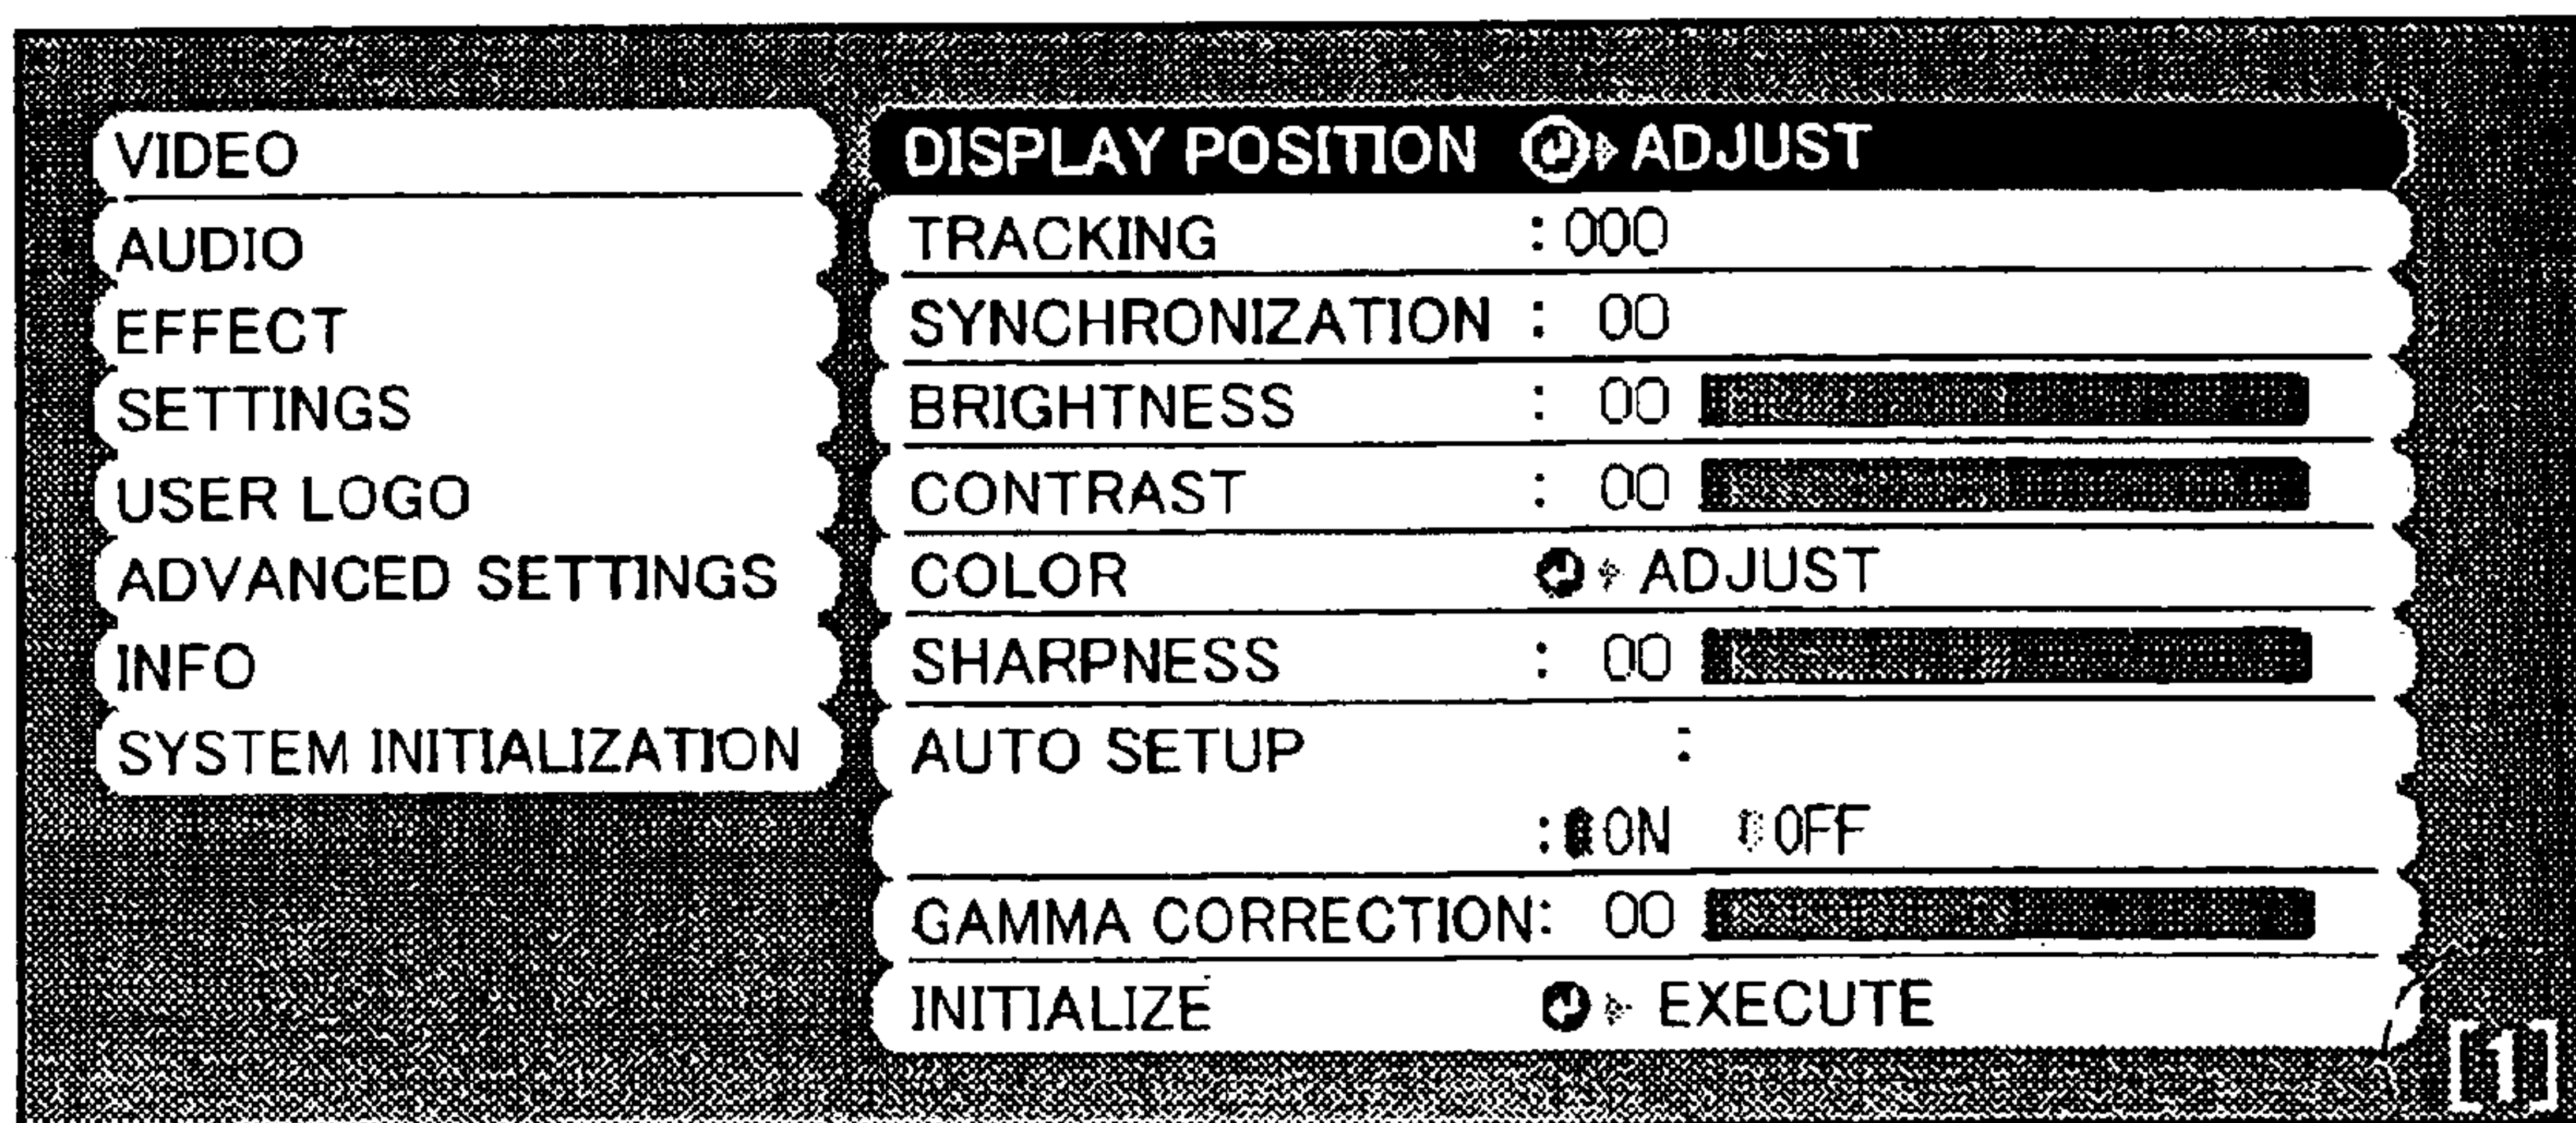 VIDEO
AUDIO
EFFECT
SETTINGS
USER LOGO
ADVANCED SETTINGS
INFO
SYSTEM INITIALIZATION
DISPLAY POSITION ADJUST
TRACKING : 000
SYNCHRONIZATION : 00
BRIGHTNESS : 00
CONTRAST : 00
COLOR ADJUST
SHARPNESS : 00
AUTO SETUP :
: ON OFF
GAMMA CORRECTION: 00
INITIALIZE EXECUTE
[1]